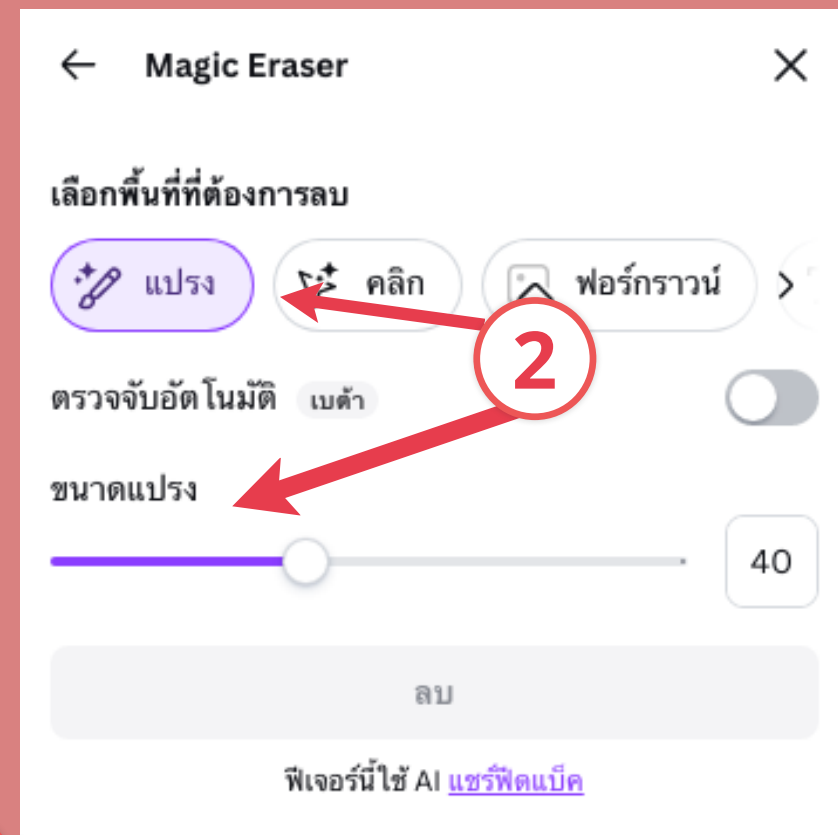 Magic Eraser
เลือกพื้นที่ที่ต้องการลบ
แปรง คลิก ฟอร์กราวน์
2
ตรวจจับอัตโนมัติ เบต้า
ขนาดแปรง
40
ลบ
ฟีเจอร์นี้ใช้ AI แชร์ฟีดแบ็ค